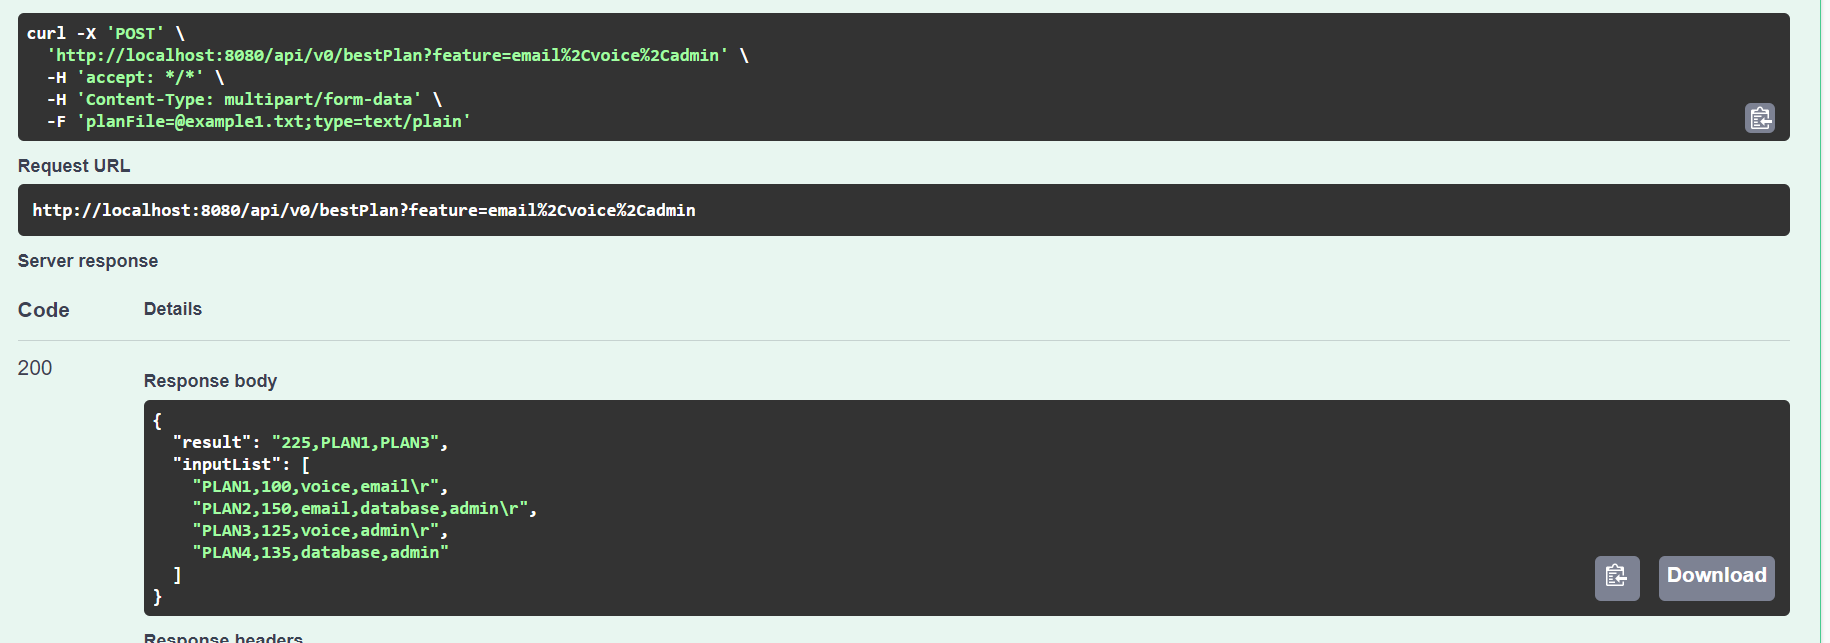 curl -X 'POST' \
'http://localhost:8080/api/v0/bestPlan?feature=email%2Cvoice%2Cadmin' \
-H 'accept: */*' \
-H 'Content-Type: multipart/form-data' \
-F 'planFile=@example1.txt;type=text/plain'
Request URL
http://localhost:8080/api/v0/bestPlan?feature=email%2Cvoice%2Cadmin
Server response
Code Details
200
Response body
{
"result": "225,PLAN1,PLAN3",
"inputList": [
"PLAN1,100,voice,email\r",
"PLAN2,150,email,database,admin\r",
"PLAN3,125,voice,admin\r",
"PLAN4,135,database,admin"
]
}
Download
Response headers